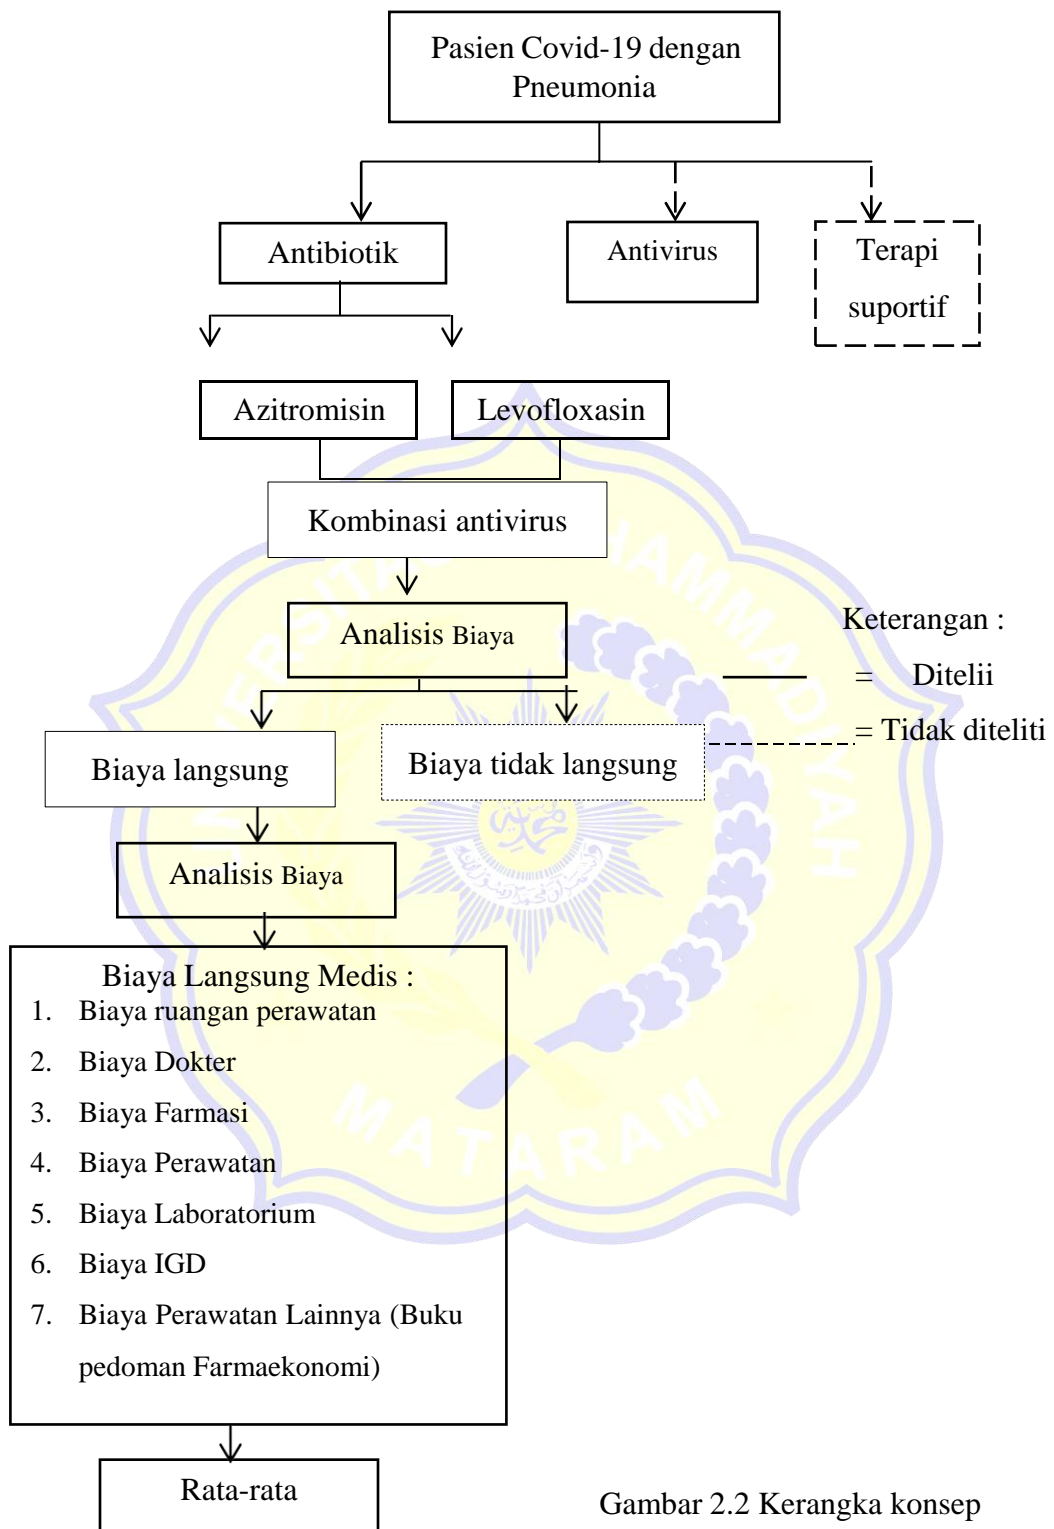 Pasien Covid-19 dengan
Pneumonia
Antibiotik
Antivirus
Terapi
suportif
Azitromisin
Levofloxasin
Kombinasi antivirus
Analisis Biaya
Keterangan :
= Ditelii
= Tidak diteliti
Biaya langsung
Biaya tidak langsung
Analisis Biaya
Biaya Langsung Medis :
1. Biaya ruangan perawatan
2. Biaya Dokter
3. Biaya Farmasi
4. Biaya Perawatan
5. Biaya Laboratorium
6. Biaya IGD
7. Biaya Perawatan Lainnya (Buku
pedoman Farmaekonomi)
Rata-rata
Gambar 2.2 Kerangka konsep
UNIVERSITAS MUHAMMADIYAH
MATARAM